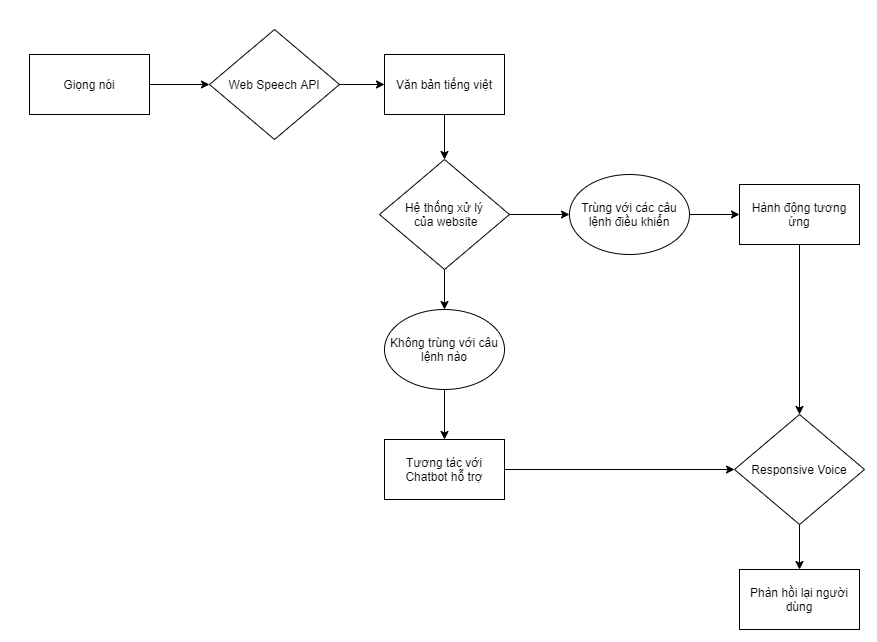 Giọng nói
Web Speech API
Văn bản tiếng việt
Hệ thống xử lý
của website
Trùng với các câu
lệnh điều khiển
Hành động tương
ứng
Không trùng với câu
lệnh nào
Tương tác với
Chatbot hỗ trợ
Responsive Voice
Phản hồi lại người
dùng